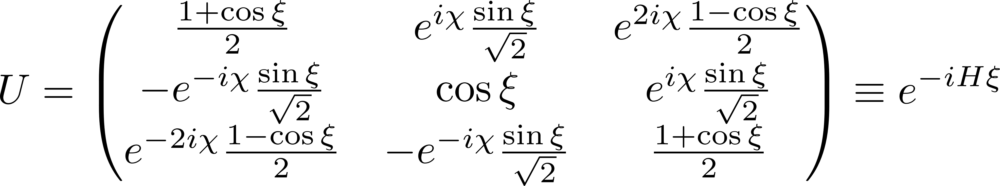 U = \begin{pmatrix} \frac{1+\cos\xi}{2} & e^{i\chi}\frac{\sin\xi}{\sqrt{2}} & e^{2i\chi}\frac{1-\cos\xi}{2} \\ -e^{-i\chi}\frac{\sin\xi}{\sqrt{2}} & \cos\xi & e^{i\chi}\frac{\sin\xi}{\sqrt{2}} \\ e^{-2i\chi}\frac{1-\cos\xi}{2} & -e^{-i\chi}\frac{\sin\xi}{\sqrt{2}} & \frac{1+\cos\xi}{2} \end{pmatrix} \equiv e^{-iH\xi}